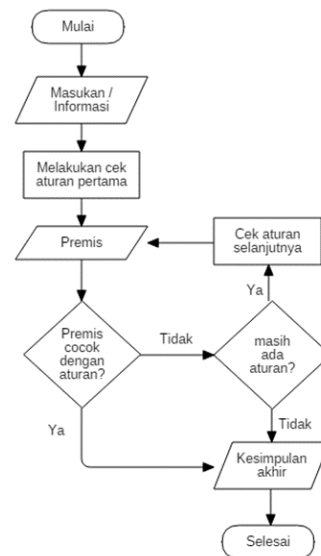 Mulai
Masukan /
Informasi
Melakukan cek
aturan pertama
Premis
Cek aturan
selanjutnya
Ya
Premis
cocok
dengan
aturan?
Tidak
masih
ada
aturan?
Ya
Tidak
Kesimpulan
akhir
Selesai